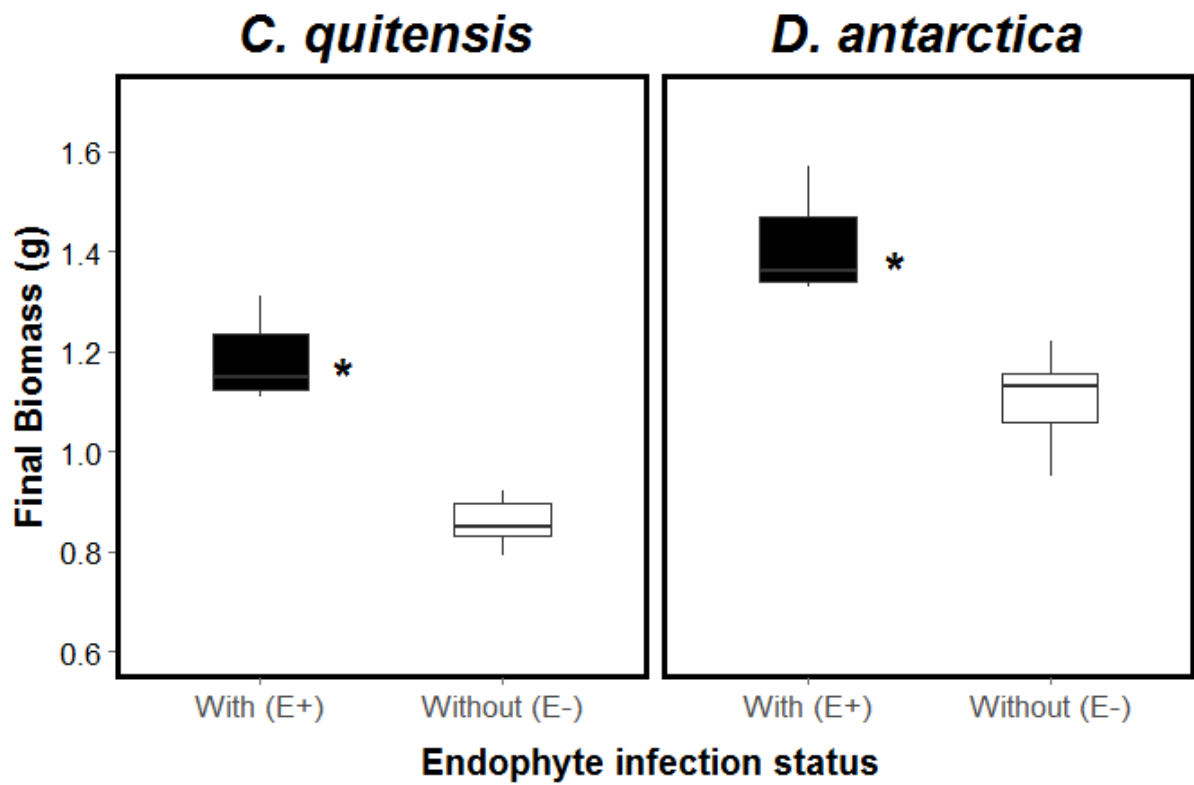 C. quitensis
D. antarctica
Final Biomass (g)
1.6
1.4
1.2
1.0
0.8
0.6
*
*
With (E+)
Without (E-)
With (E+)
Without (E-)
Endophyte infection status